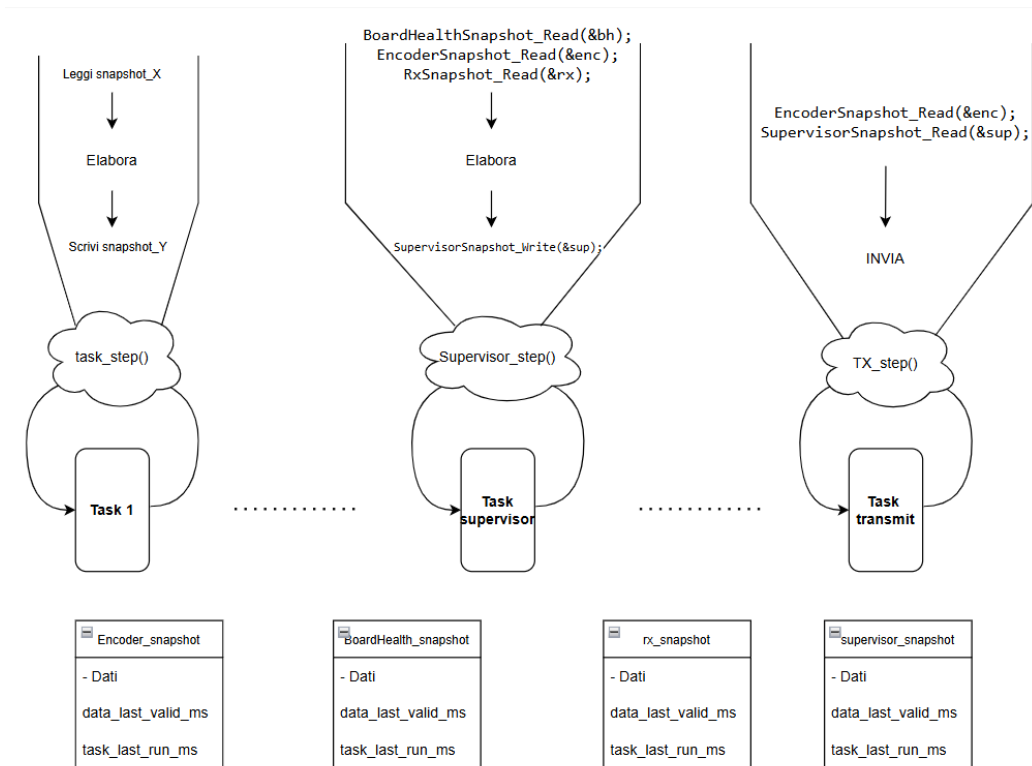 Leggi snapshot_X
Elabora
Scrivi snapshot_Y
task_step()
Task 1
BoardHealthSnapshot_Read(&bh);
EncoderSnapshot_Read(&enc);
RxSnapshot_Read(&rx);
Elabora
SupervisorSnapshot_Write(&sup);
Supervisor_step()
Task
supervisor
EncoderSnapshot_Read(&enc);
SupervisorSnapshot_Read(&sup);
INVIA
TX_step()
Task
transmit
Encoder_snapshot
- Dati
data_last_valid_ms
task_last_run_ms
BoardHealth_snapshot
- Dati
data_last_valid_ms
task_last_run_ms
rx_snapshot
- Dati
data_last_valid_ms
task_last_run_ms
supervisor_snapshot
- Dati
data_last_valid_ms
task_last_run_ms